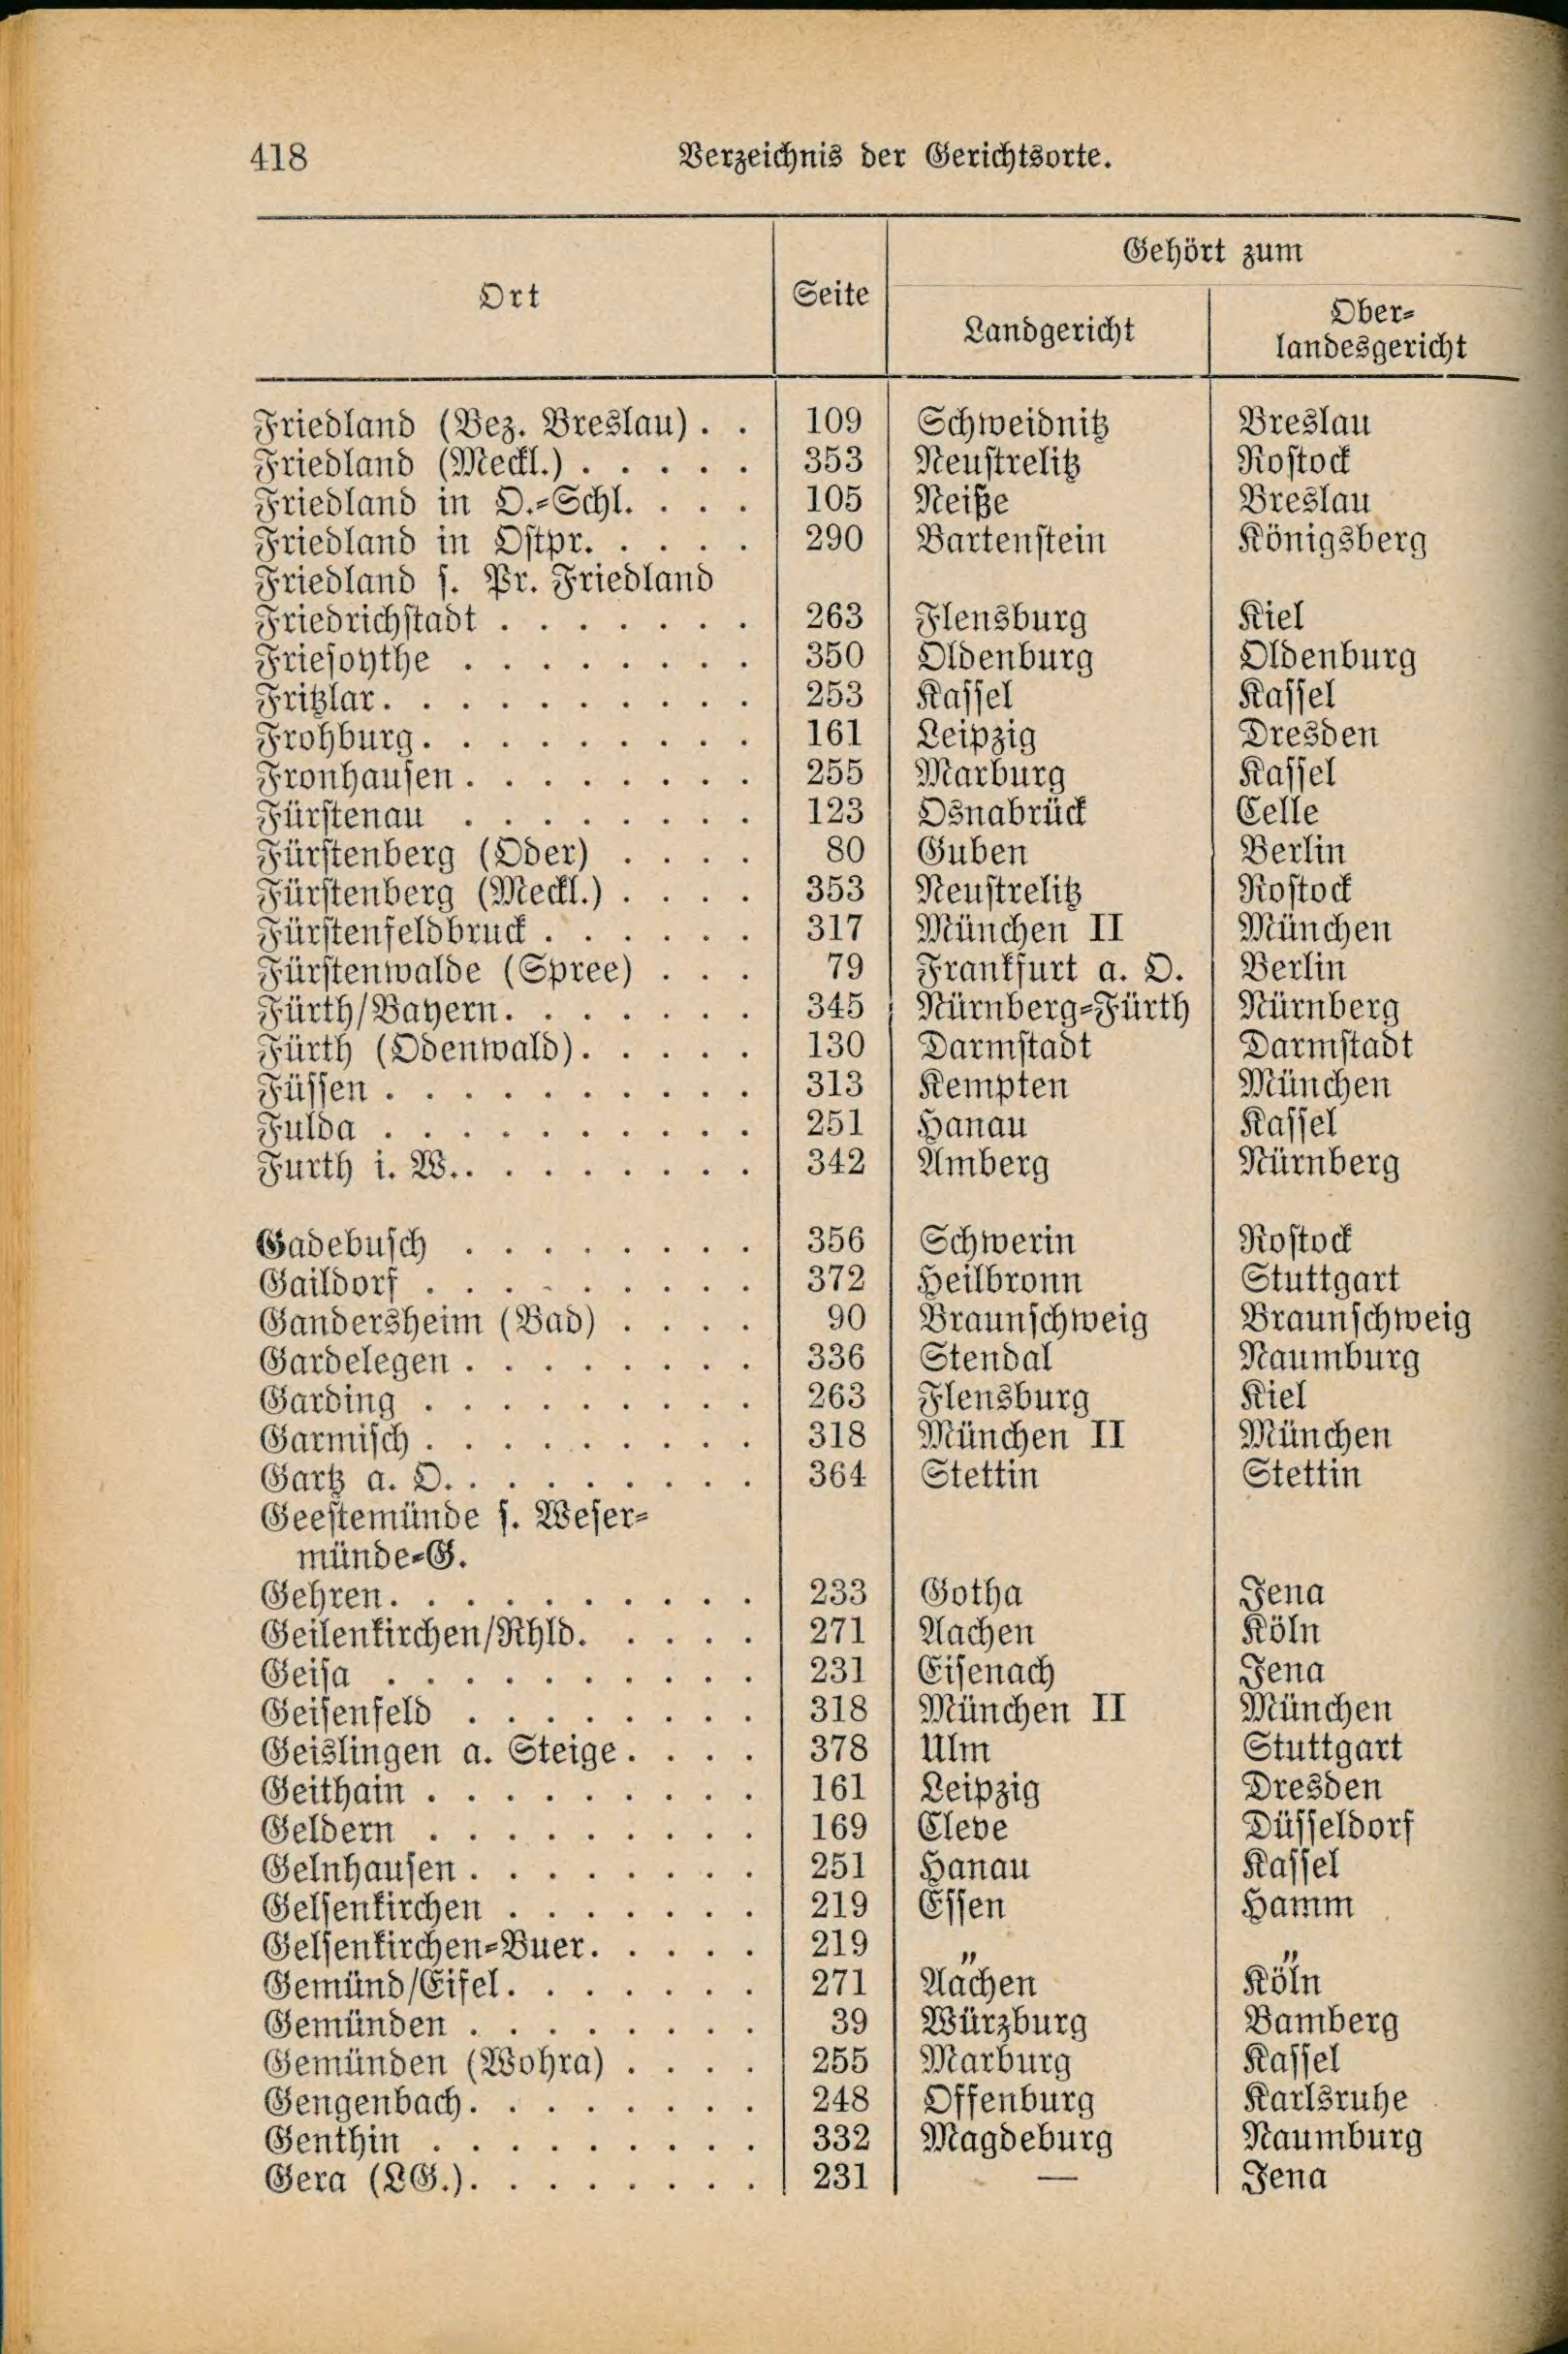 418 Verzeichnis der Gerichtsorte.
Ort Seite Gehört zum
Landgericht Ober-
landesgericht
Friedland (Bez. Breslau) . . 109 Schweidnitz Breslau
Friedland (Meckl.) . . . . . 353 Neustrelitz Rostock
Friedland in O.-Schl. . . . 105 Neiße Breslau
Friedland in Ostpr. . . . . 290 Bartenstein Königsberg
Friedland s. Pr. Friedland
Friedrichstadt . . . . . . . 263 Flensburg Kiel
Friesoythe . . . . . . . . 350 Oldenburg Oldenburg
Fritzlar. . . . . . . . . . 253 Kassel Kassel
Frohburg. . . . . . . . . 161 Leipzig Dresden
Fronhausen. . . . . . . . 255 Marburg Kassel
Fürstenau . . . . . . . . 123 Osnabrück Celle
Fürstenberg (Oder) . . . . 80 Guben Berlin
Fürstenberg (Meckl.) . . . . 353 Neustrelitz Rostock
Fürstenfeldbruck . . . . . . 317 München II München
Fürstenwalde (Spree) . . . 79 Frankfurt a. O. Berlin
Fürth/Bayern. . . . . . . 345 Nürnberg-Fürth Nürnberg
Fürth (Odenwald). . . . . 130 Darmstadt Darmstadt
Füssen . . . . . . . . . . 313 Kempten München
Fulda . . . . . . . . . . 251 Hanau Kassel
Furth i. W.. . . . . . . . 342 Amberg Nürnberg
Gadebusch . . . . . . . . 356 Schwerin Rostock
Gaildorf . . . . . . . . . 372 Heilbronn Stuttgart
Gandersheim (Bad) . . . . 90 Braunschweig Braunschweig
Gardelegen . . . . . . . . 336 Stendal Naumburg
Garding . . . . . . . . . 263 Flensburg Kiel
Garmisch . . . . . . . . . 318 München II München
Gartz a. O. . . . . . . . . 364 Stettin Stettin
Geestemünde s. Weser-
münde-G.
Gehren. . . . . . . . . . 233 Gotha Jena
Geilenkirchen/Rhld. . . . . 271 Aachen Köln
Geisa . . . . . . . . . . 231 Eisenach Jena
Geisenfeld . . . . . . . . 318 München II München
Geislingen a. Steige. . . . 378 Ulm Stuttgart
Geithain . . . . . . . . . 161 Leipzig Dresden
Geldern . . . . . . . . . 169 Cleve Düsseldorf
Gelnhausen. . . . . . . . 251 Hanau Kassel
Gelsenkirchen . . . . . . . 219 Essen Hamm
Gelsenkirchen-Buer. . . . . 219 " "
Gemünd/Eifel. . . . . . . 271 Aachen Köln
Gemünden . . . . . . . . 39 Würzburg Bamberg
Gemünden (Wohra) . . . . 255 Marburg Kassel
Gengenbach. . . . . . . . 248 Offenburg Karlsruhe
Genthin . . . . . . . . . 332 Magdeburg Naumburg
Gera (LG.). . . . . . . . 231 — Jena